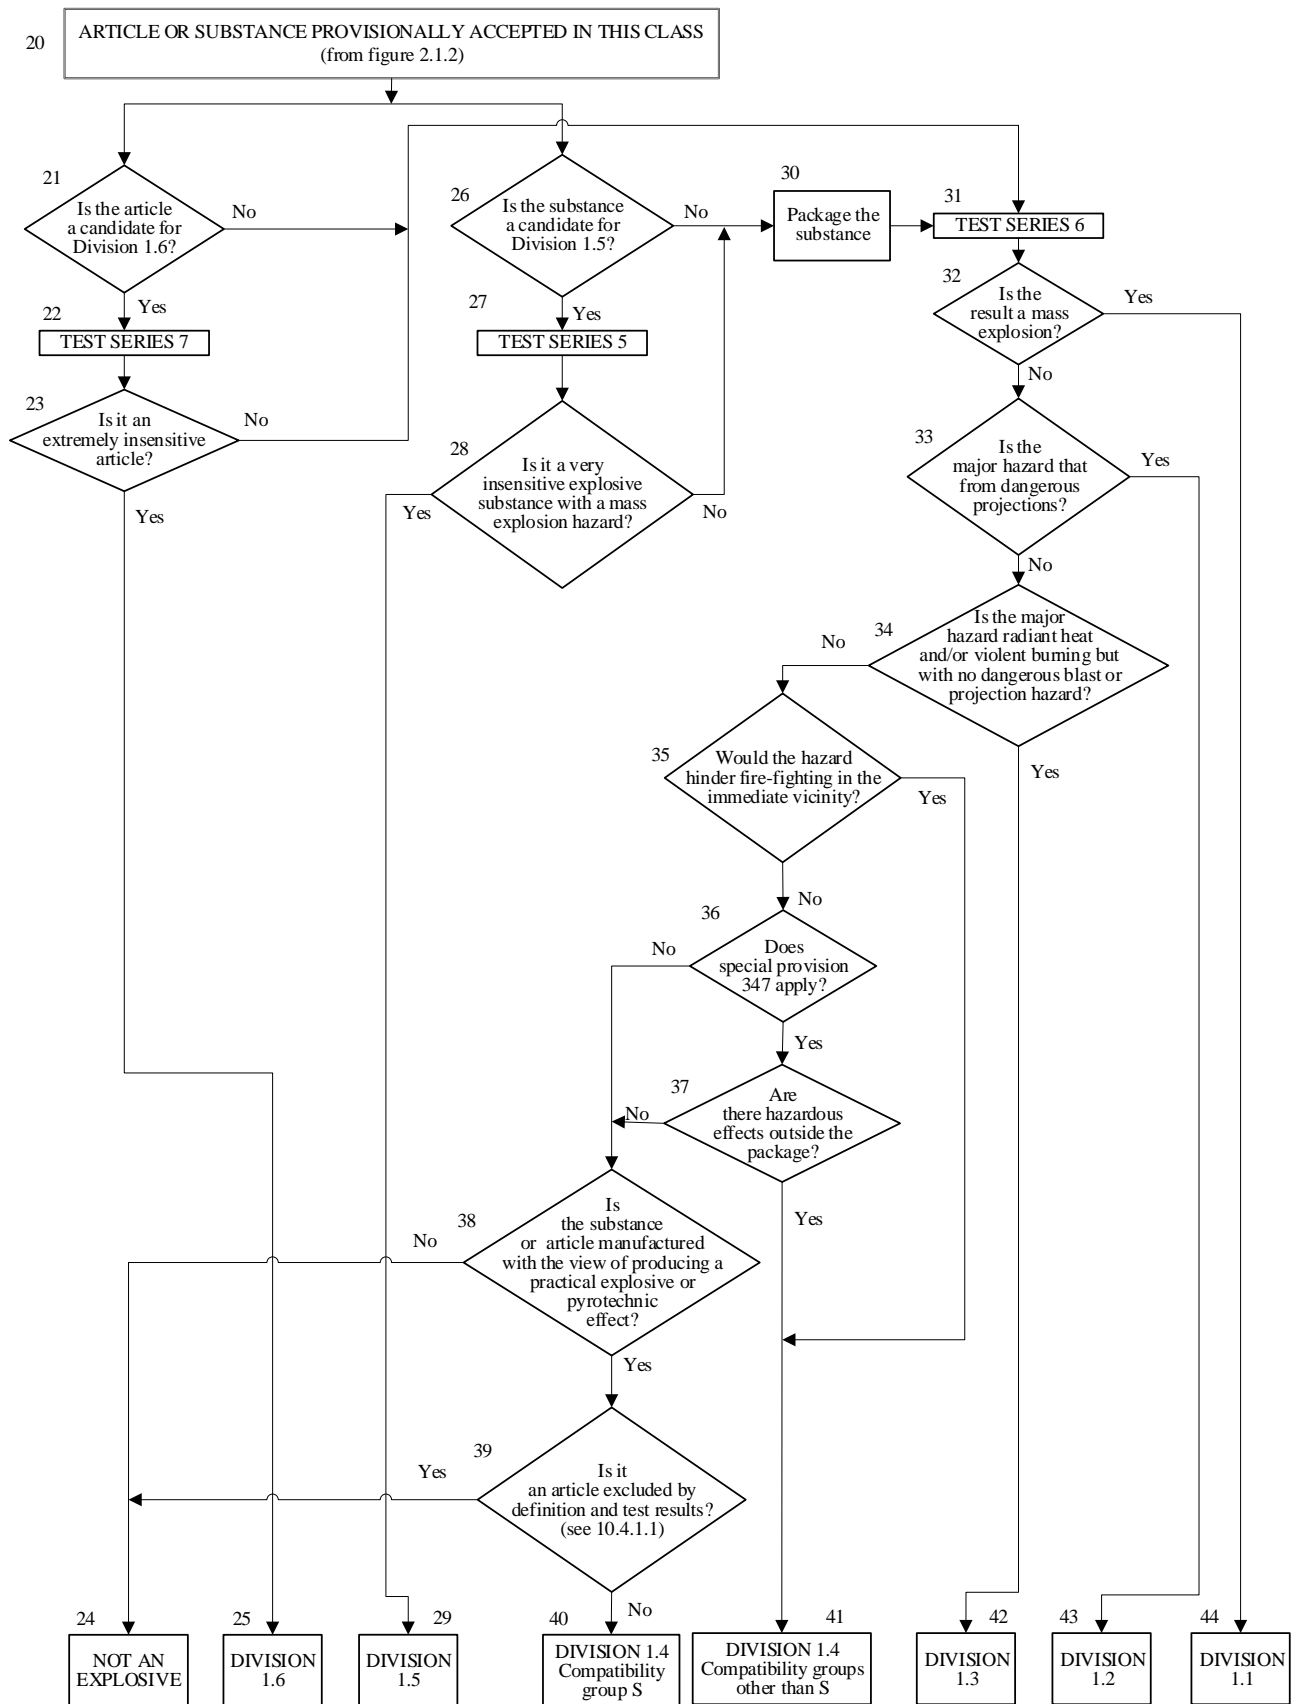 20
ARTICLE OR SUBSTANCE PROVISIONALLY ACCEPTED IN THIS CLASS
(from figure 2.1.2)
21
Is the article
a candidate for
Division 1.6?
No
Yes
22
TEST SERIES 7
23
Is it an
extremely insensitive
article?
No
Yes
26
Is the substance
a candidate for
Division 1.5?
No
Yes
27
TEST SERIES 5
28
Is it a very
insensitive explosive
substance with a mass
explosion hazard?
Yes
No
30
Package the
substance
31
TEST SERIES 6
32
Is the
result a mass
explosion?
Yes
No
33
Is the
major hazard that
from dangerous
projections?
Yes
No
34
Is the major
hazard radiant heat
and/or violent burning but
with no dangerous blast or
projection hazard?
No
Yes
35
Would the hazard
hinder fire-fighting in the
immediate vicinity?
Yes
No
36
Does
special provision
347 apply?
No
Yes
37
Are
there hazardous
effects outside the
package?
No
Yes
38
Is
the substance
or article manufactured
with the view of producing a
practical explosive or
pyrotechnic
effect?
No
Yes
39
Is it
an article excluded by
definition and test results?
(see 10.4.1.1)
Yes
No
24
NOT AN
EXPLOSIVE
25
DIVISION
1.6
29
DIVISION
1.5
40
DIVISION 1.4
Compatibility
group S
41
DIVISION 1.4
Compatibility groups
other than S
42
DIVISION
1.3
43
DIVISION
1.2
44
DIVISION
1.1